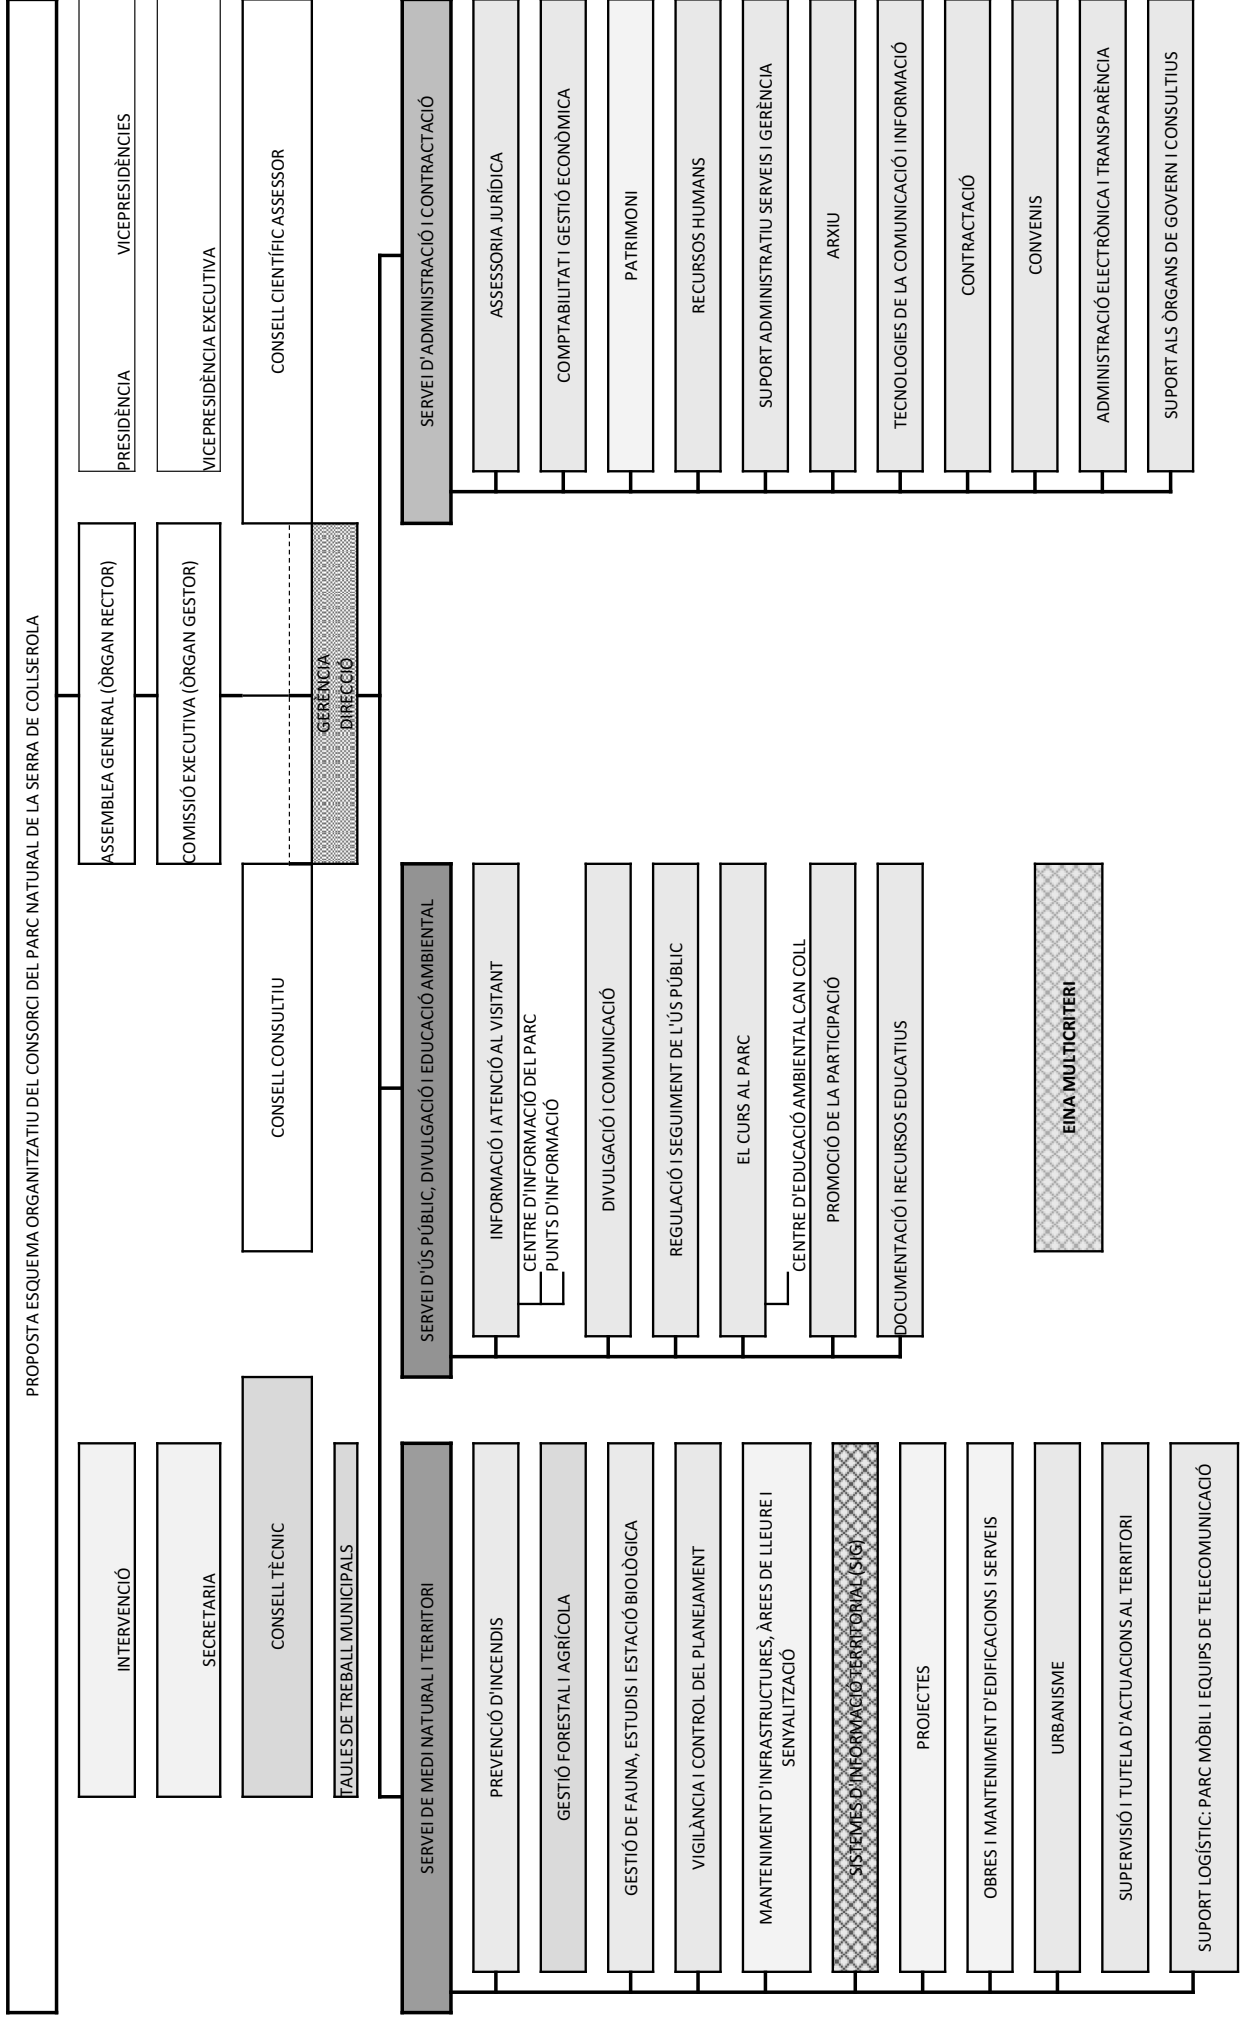 PROPOSTA ESQUEMA ORGANITZATIU DEL CONSORCI DEL PARC NATURAL DE LA SERRA DE COLLSEROLA
INTERVENCIÓ
ASSEMBLEA GENERAL (ÒRGAN RECTOR)
PRESIDÈNCIA
VICEPRESIDÈNCIES
SECRETARIA
COMISSIÓ EXECUTIVA (ÒRGAN GESTOR)
VICEPRESIDÈNCIA EXECUTIVA
CONSELL TÈCNIC
CONSELL CONSULTIU
CONSELL CIENTÍFIC ASSESSOR
TAULES DE TREBALL MUNICIPALS
GERÈNCIA
DIRECCIÓ
SERVEI DE MEDI NATURAL I TERRITORI
PREVENCIÓ D'INCENDIS
GESTIÓ FORESTAL I AGRÍCOLA
GESTIÓ DE FAUNA, ESTUDIS I ESTACIÓ BIOLÒGICA
VIGILÀNCIA I CONTROL DEL PLANEJAMENT
MANTENIMENT D'INFRASTRUCTURES, ÀREES DE LLEURE I
SENYALITZACIÓ
SISTEMES D'INFORMACIÓ TERRITORIAL (SIG)
PROJECTES
OBRES I MANTENIMENT D'EDIFICACIONS I SERVEIS
URBANISME
SUPERVISIÓ I TUTELA D'ACTUACIONS AL TERRITORI
SUPORT LOGÍSTIC: PARC MÒBIL I EQUIPS DE TELECOMUNICACIÓ
SERVEI D'ÚS PÚBLIC, DIVULGACIÓ I EDUCACIÓ AMBIENTAL
INFORMACIÓ I ATENCIÓ AL VISITANT
CENTRE D'INFORMACIÓ DEL PARC
PUNTS D'INFORMACIÓ
DIVULGACIÓ I COMUNICACIÓ
REGULACIÓ I SEGUIMENT DE L'ÚS PÚBLIC
EL CURS AL PARC
CENTRE D'EDUCACIÓ AMBIENTAL CAN COLL
PROMOCIÓ DE LA PARTICIPACIÓ
DOCUMENTACIÓ I RECURSOS EDUCATIUS
EINA MULTICRITERI
SERVEI D'ADMINISTRACIÓ I CONTRACTACIÓ
ASSESSORIA JURÍDICA
COMPTABILITAT I GESTIÓ ECONÒMICA
PATRIMONI
RECURSOS HUMANS
SUPORT ADMINISTRATIU SERVEIS I GERÈNCIA
ARXIU
TECNOLOGIES DE LA COMUNICACIÓ I INFORMACIÓ
CONTRACTACIÓ
CONVENIS
ADMINISTRACIÓ ELECTRÒNICA I TRANSPARÈNCIA
SUPORT ALS ÒRGANS DE GOVERN I CONSULTIUS